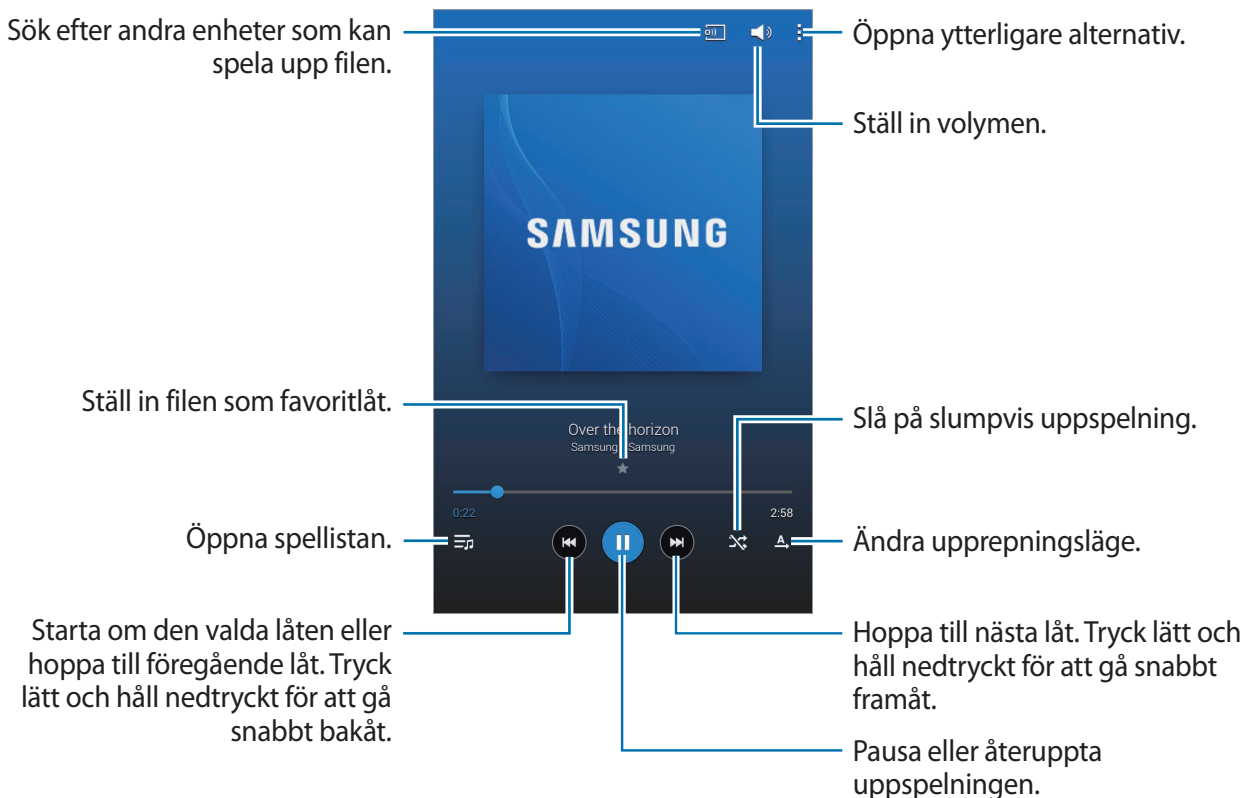 Sök efter andra enheter som kan
spela upp filen.
Öppna ytterligare alternativ.
Ställ in volymen.
SAMSUNG
Ställ in filen som favoritlåt.
Over the horizon
Samsung Samsung
Slå på slumpvis uppspelning.
0:22
2:58
Öppna spellistan.
A
Ändra upprepningsläge.
Starta om den valda låten eller
hoppa till föregående låt. Tryck
lätt och håll nedtryckt för att gå
snabbt bakåt.
Hoppa till nästa låt. Tryck lätt och
håll nedtryckt för att gå snabbt
framåt.
Pausa eller återuppta
uppspelningen.